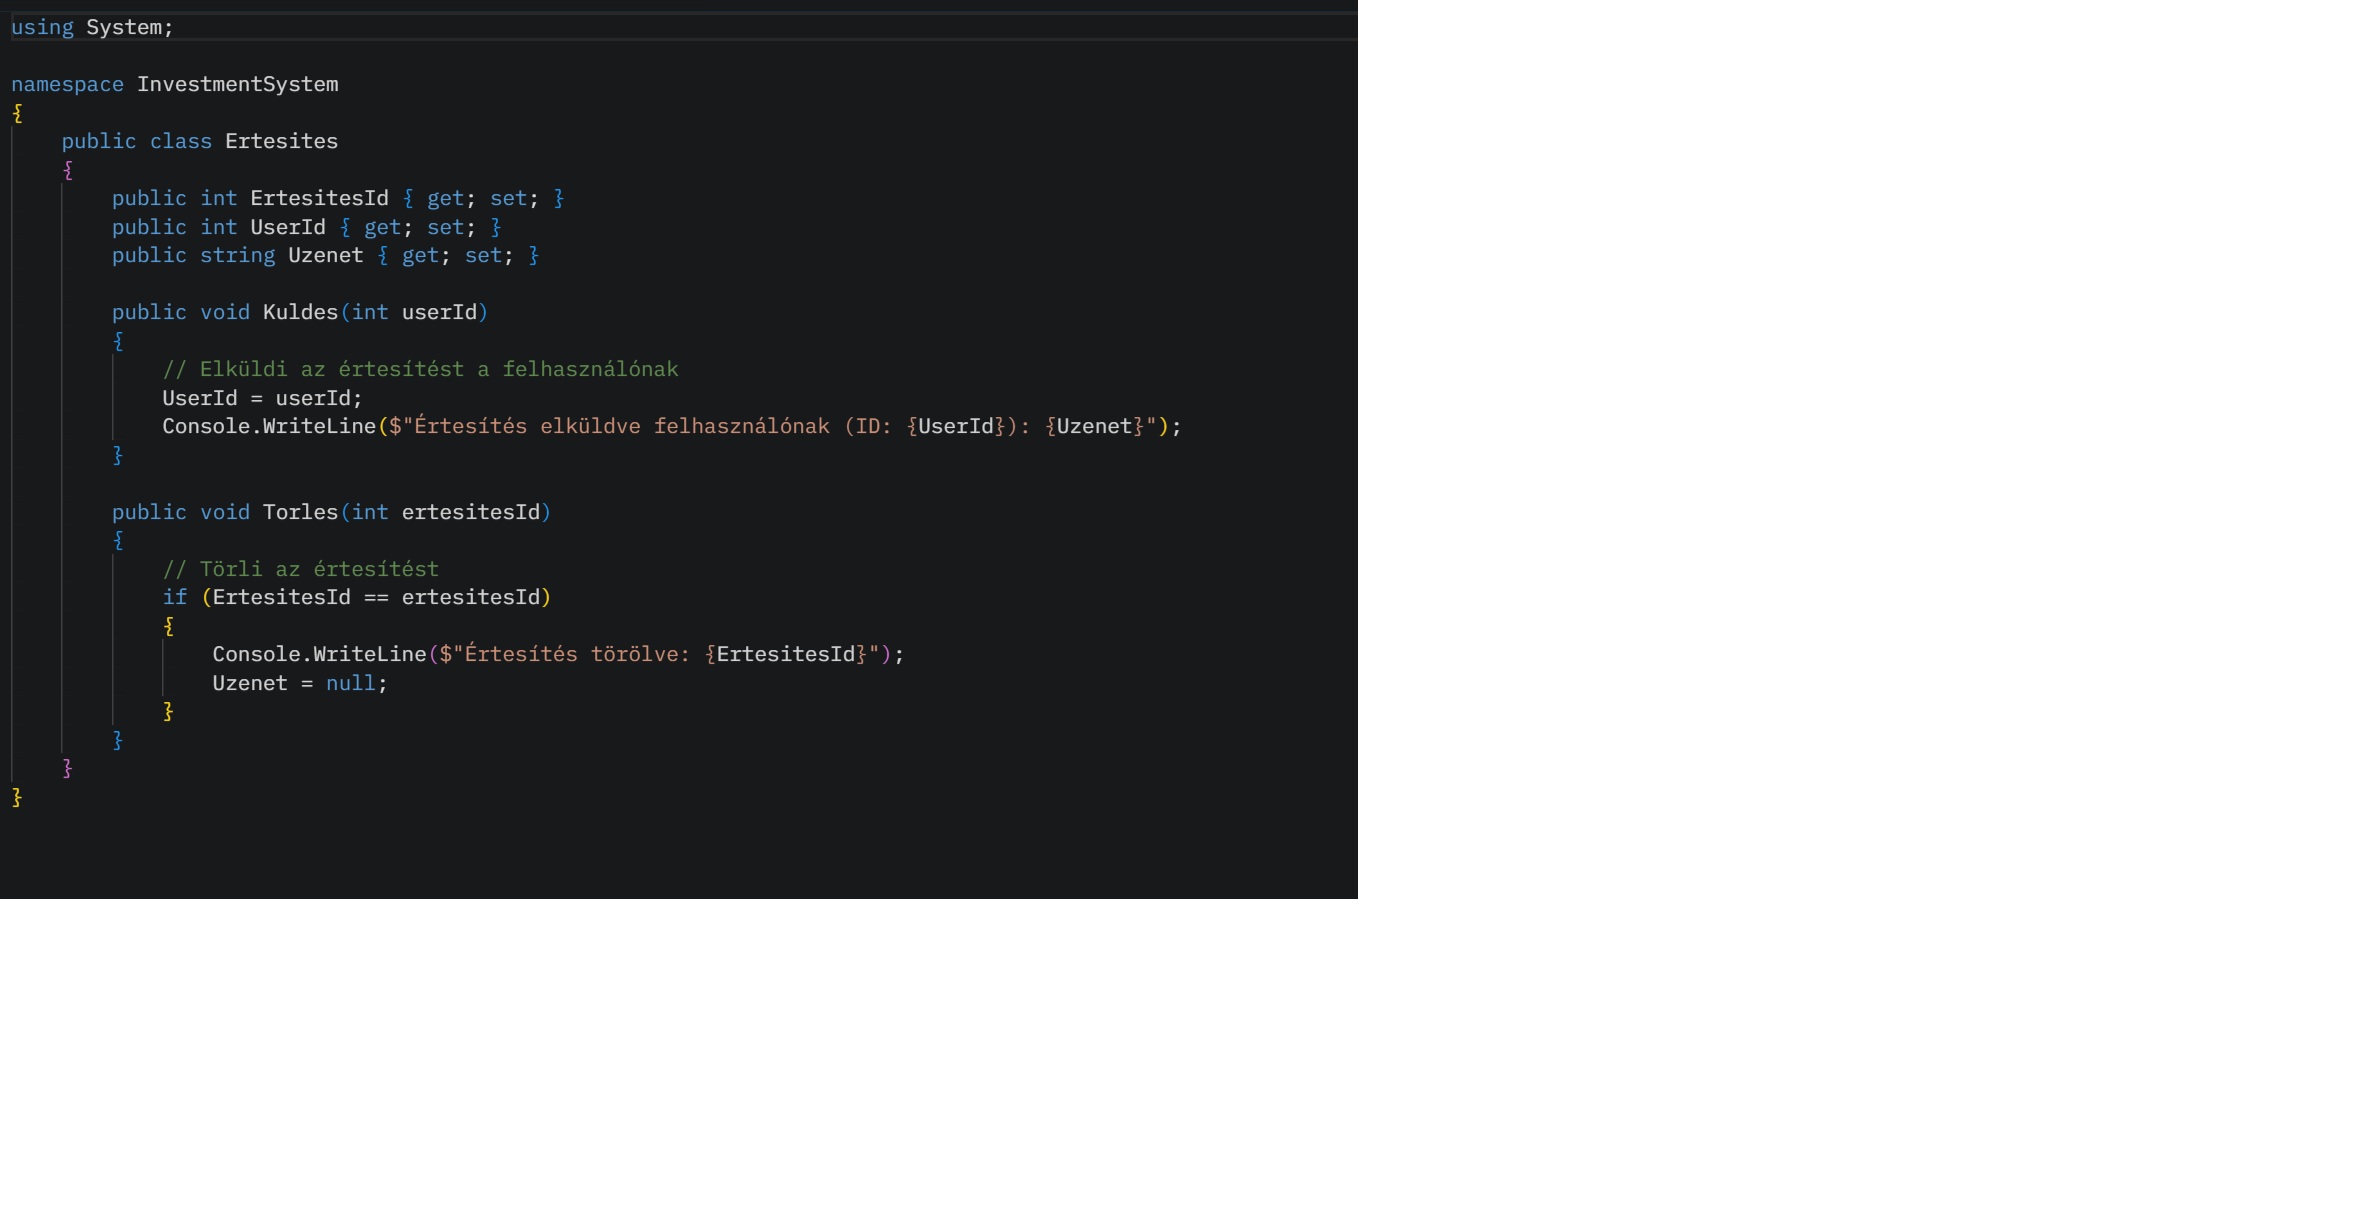 using System;
namespace InvestmentSystem
{
public class Ertesites
{
public int ErtesitesId { get; set; }
public int UserId { get; set; }
public string Uzenet { get; set; }
public void Kuldes(int userId)
{
// Elküldi az értesítést a felhasználónak
UserId = userId;
Console.WriteLine($"Értesítés elküldve felhasználónak (ID: {UserId}): {Uzenet}");
}
public void Torles(int ertesitesId)
{
// Törli az értesítést
if (ErtesitesId == ertesitesId)
{
Console.WriteLine($"Értesítés törölve: {ErtesitesId}");
Uzenet = null;
}
}
}
}